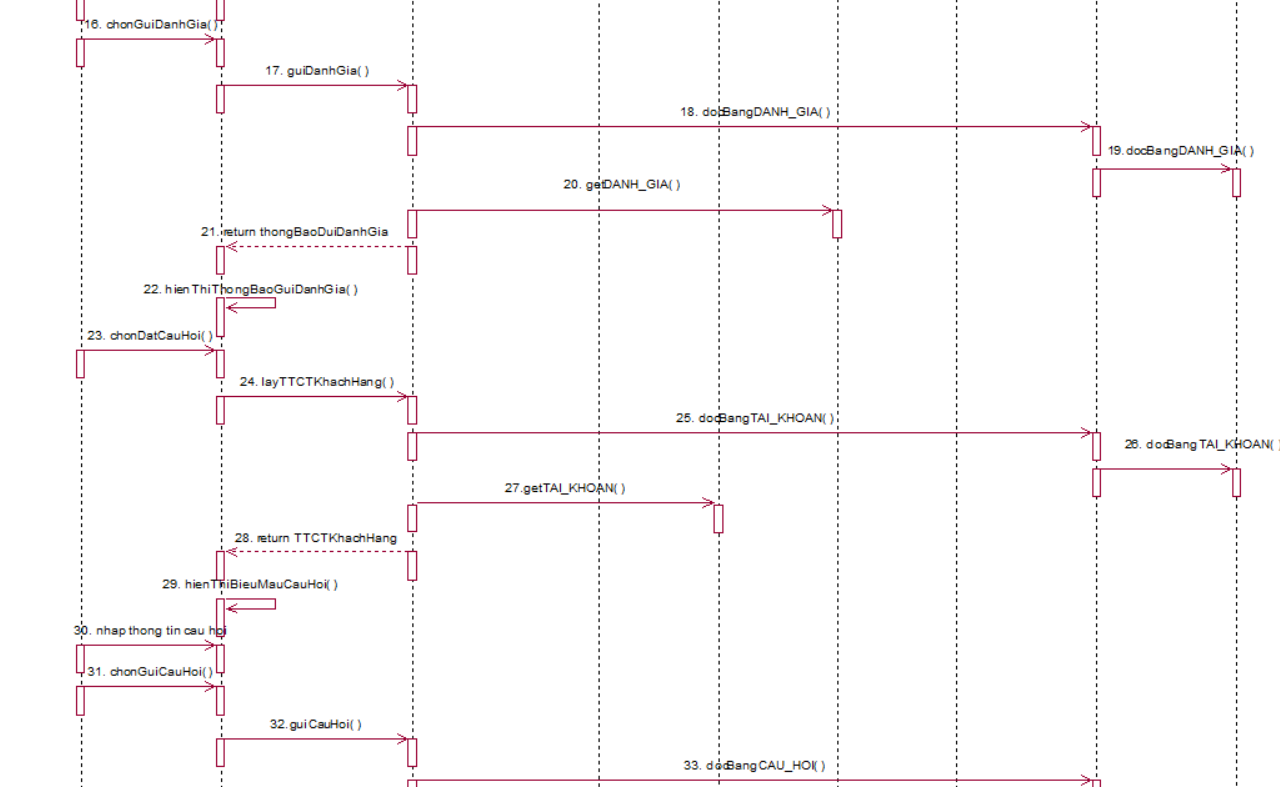 16. chonGuiDanhGia( )
17. guiDanhGia( )
18. docBangDANH_GIA( )
19.docBangDANH_GIA( )
20. getDANH_GIA( )
21. return thongBaoDuiDanhGia
22. hienThiThongBaoGuiDanhGia( )
23. chonDatCauHoi( )
24. layTTCTKhachHang( )
25. docBangTAI_KHOAN( )
26. docBangTAI_KHOAN( )
27.getTAI_KHOAN( )
28. return TTCTKhachHang
29. hienThiBieuMauCauHoi( )
30. nhap thong tin cau hoi
31. chonGuiCauHoi( )
32.guiCauHoi( )
33. docBangCAU_HOI( )